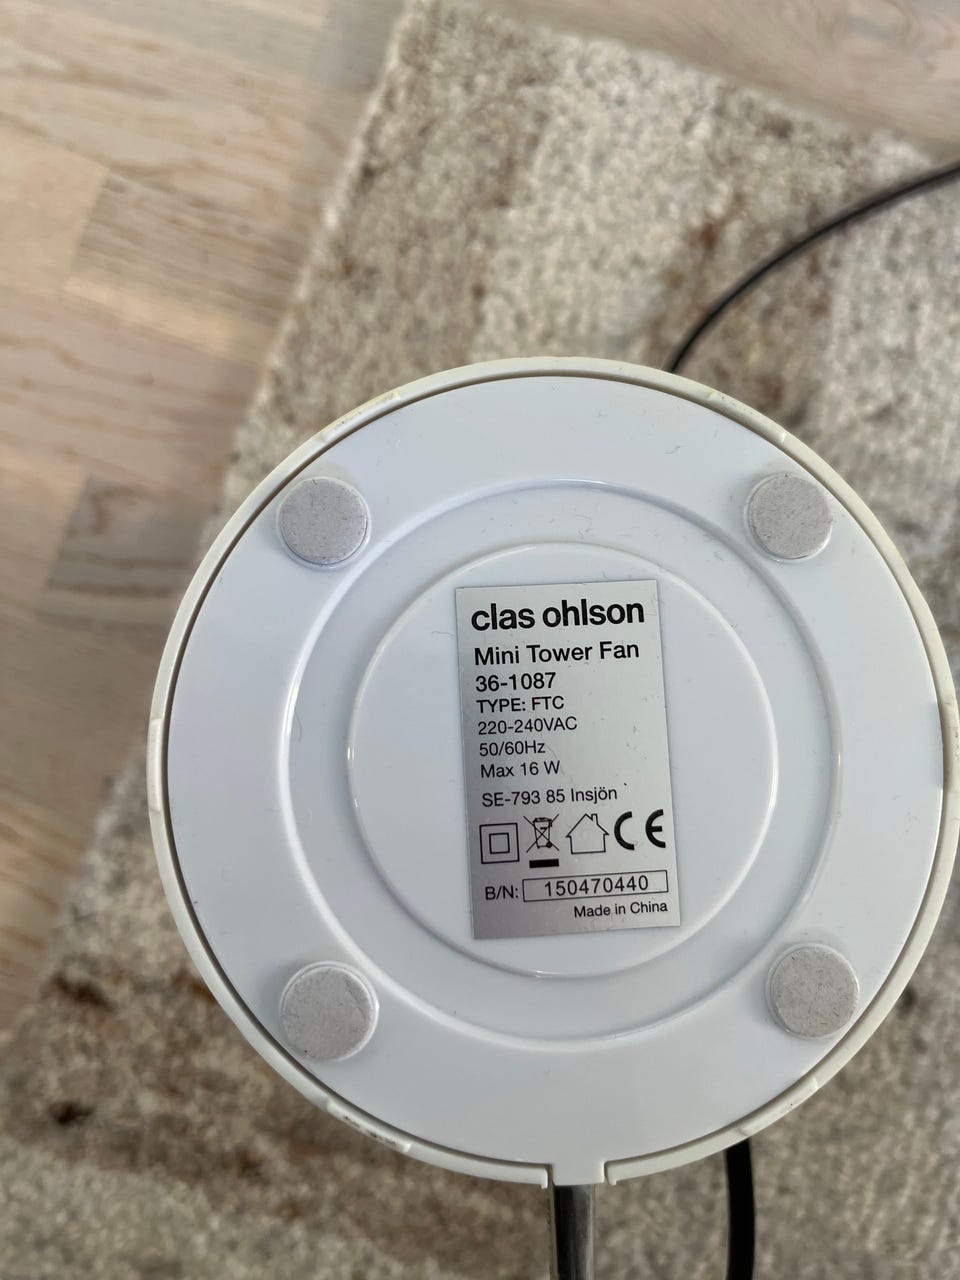 clas ohlson
Mini Tower Fan
36-1087
TYPE: FTC
220-240VAC
50/60Hz
Max 16 W
SE-793 85 Insjön
CE
B/N: 150470440
Made in China